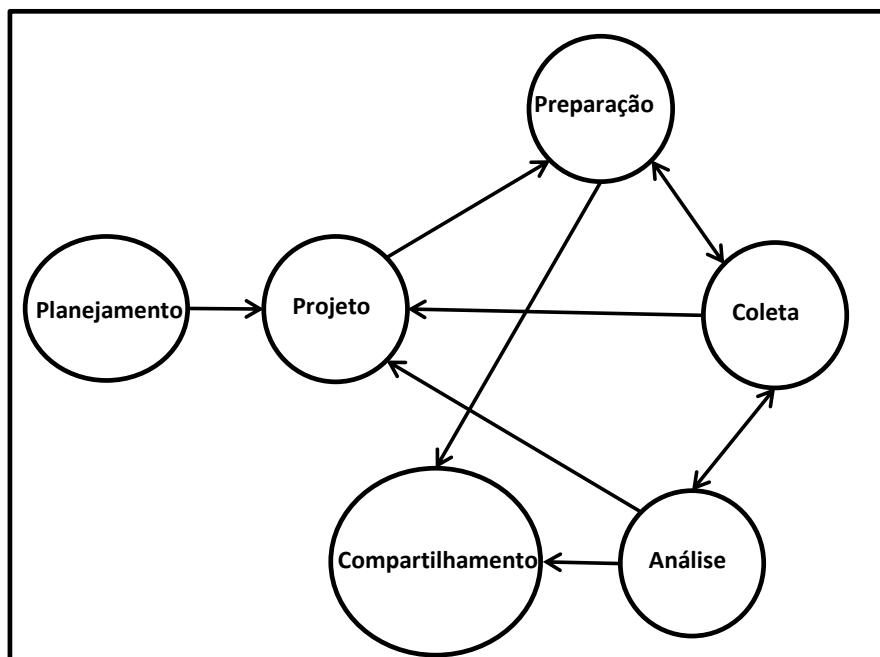 Preparação
Planejamento
Projeto
Coleta
Compartilhamento
Análise